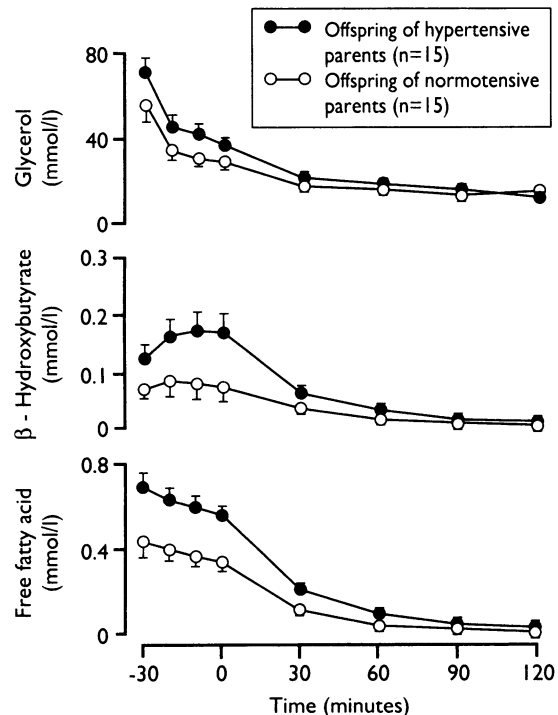 Offspring of hypertensive
parents (n=15)
Offspring of normotensive
parents (n=15)
Glycerol
(mmol/l)
80
40
0
β - Hydroxybutyrate
(mmol/l)
0.3
0.2
0.1
0
Free fatty acid
(mmol/l)
0.8
0.4
0
-30 0 30 60 90 120
Time (minutes)